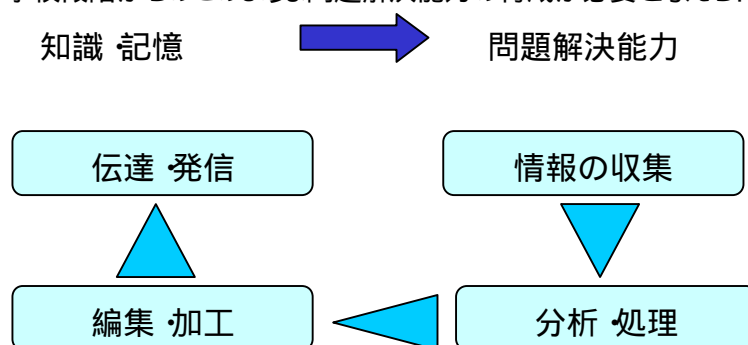 知識・記憶
問題解決能力
伝達・発信
情報の収集
編集・加工
分析・処理